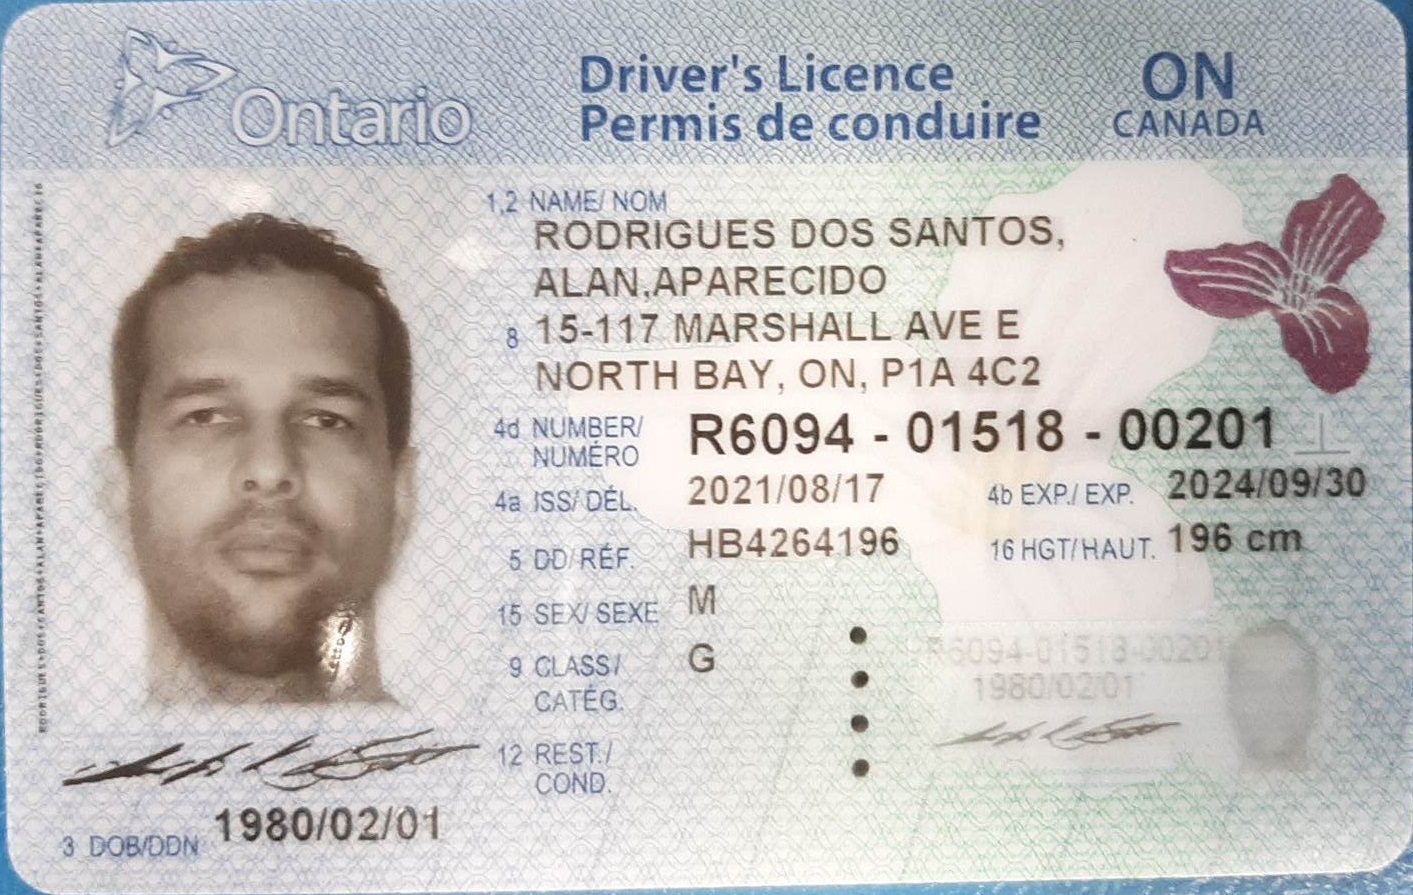 Ontario
Driver's Licence
Permis de conduire
ON
CANADA
1,2 NAME/ NOM
RODRIGUES DOS SANTOS,
ALAN,APARECIDO
8 15-117 MARSHALL AVE E
NORTH BAY, ON, P1A 4C2
4d NUMBER/ NUMÉRO R6094 - 01518 - 00201
4a ISS/ DÉL. 2021/08/17 4b EXP./ EXP. 2024/09/30
5 DD/ RÉF. HB4264196 16 HGT/HAUT. 196 cm
15 SEX/ SEXE M
9 CLASS/ CATÉG. G
12 REST./ COND.
R6094-01518-00201
1980/02/01
3 DOB/DDN 1980/02/01